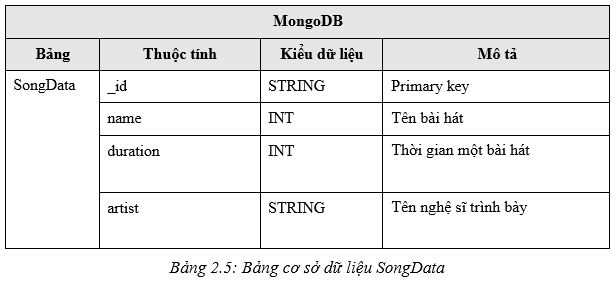 MongoDB
Bảng Thuộc tính Kiểu dữ liệu Mô tả
SongData _id STRING Primary key
name INT Tên bài hát
duration INT Thời gian một bài hát
artist STRING Tên nghệ sĩ trình bày
Bảng 2.5: Bảng cơ sở dữ liệu SongData